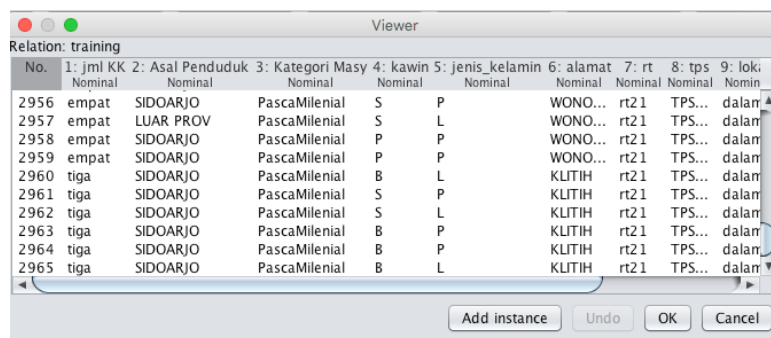 Viewer
Relation: training
No. 1: jml KK 2: Asal Penduduk 3: Kategori Masy 4: kawin 5: jenis_kelamin 6: alamat 7: rt 8: tps 9: loka
Nominal Nominal Nominal Nominal Nominal Nominal Nominal Nominal Nomin
2956 empat SIDOARJO PascaMilenial S P WONO... rt21 TPS... dalam
2957 empat LUAR PROV PascaMilenial S L WONO... rt21 TPS... dalam
2958 empat SIDOARJO PascaMilenial P P WONO... rt21 TPS... dalam
2959 empat SIDOARJO PascaMilenial P P WONO... rt21 TPS... dalam
2960 tiga SIDOARJO PascaMilenial B L KLITIH rt21 TPS... dalam
2961 tiga SIDOARJO PascaMilenial S P KLITIH rt21 TPS... dalam
2962 tiga SIDOARJO PascaMilenial S L KLITIH rt21 TPS... dalam
2963 tiga SIDOARJO PascaMilenial B P KLITIH rt21 TPS... dalam
2964 tiga SIDOARJO PascaMilenial B P KLITIH rt21 TPS... dalam
2965 tiga SIDOARJO PascaMilenial B L KLITIH rt21 TPS... dalam
Add instance Undo OK Cancel